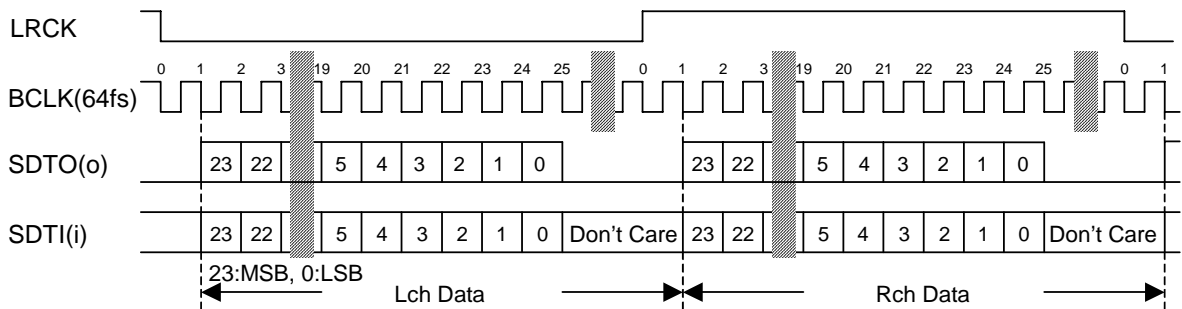 LRCK
0 1 2 3 19 20 21 22 23 24 25 0 1 2 3 19 20 21 22 23 24 25 0 1
BCLK(64fs)
SDTO(o) 23 22 5 4 3 2 1 0 23 22 5 4 3 2 1 0
SDTI(i) 23 22 5 4 3 2 1 0 Don't Care 23 22 5 4 3 2 1 0 Don't Care
23:MSB, 0:LSB
Lch Data Rch Data